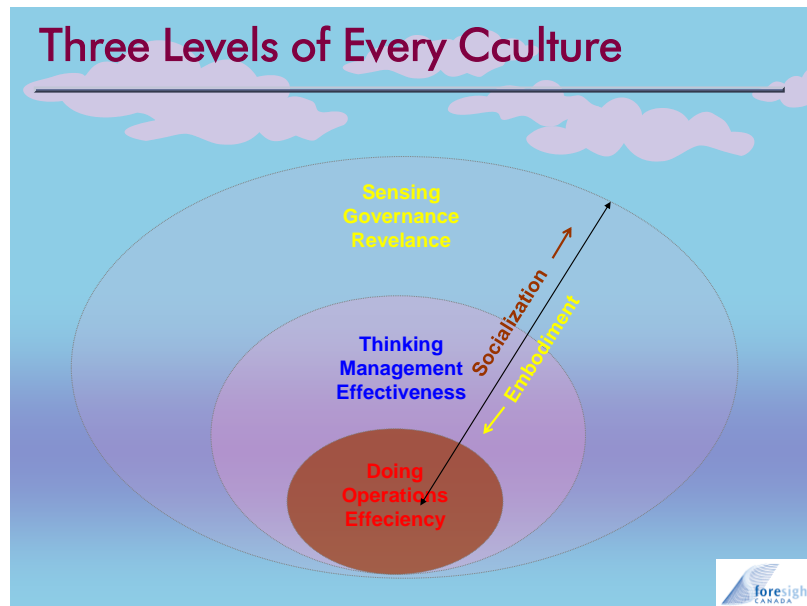 Three Levels of Every Cculture
Sensing
Governance
Revelance
Socialization
Embodiment
Thinking
Management
Effectiveness
Doing
Operations
Effeciency
foresigh
CANADA